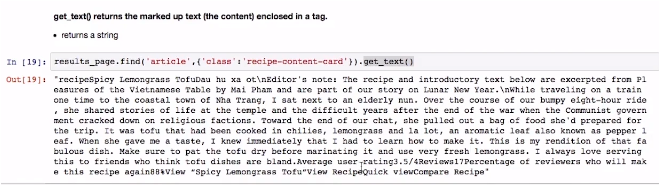 get_text() returns the marked up text (the content) enclosed in a tag.
• returns a string
In [19]: results_page.find('article',{'class':'recipe-content-card'}).get_text()
Out[19]: "recipeSpicy Lemongrass TofuDau hu xa ot\nEditor's note: The recipe and introductory text below are excerpted from Pl
easures of the Vietnamese Table by Mai Pham and are part of our story on Lunar New Year.\nWhile traveling on a train
one time to the coastal town of Nha Trang, I sat next to an elderly nun. Over the course of our bumpy eight-hour ride
, she shared stories of life at the temple and the difficult years after the end of the war when the Communist govern
ment cracked down on religious factions. Toward the end of our chat, she pulled out a bag of food she'd prepared for
the trip. It was tofu that had been cooked in chilies, lemongrass and la lot, an aromatic leaf also known as pepper l
eaf. When she gave me a taste, I knew immediately that I had to learn how to make it. This is my rendition of that fa
bulous dish. Make sure to pat the tofu dry before marinating it and use very fresh lemongrass. I always love serving
this to friends who think tofu dishes are bland.Average user rating3.5/4Reviews17Percentage of reviewers who will mak
e this recipe again88%View “Spicy Lemongrass Tofu”View RecipeQuick viewCompare Recipe"